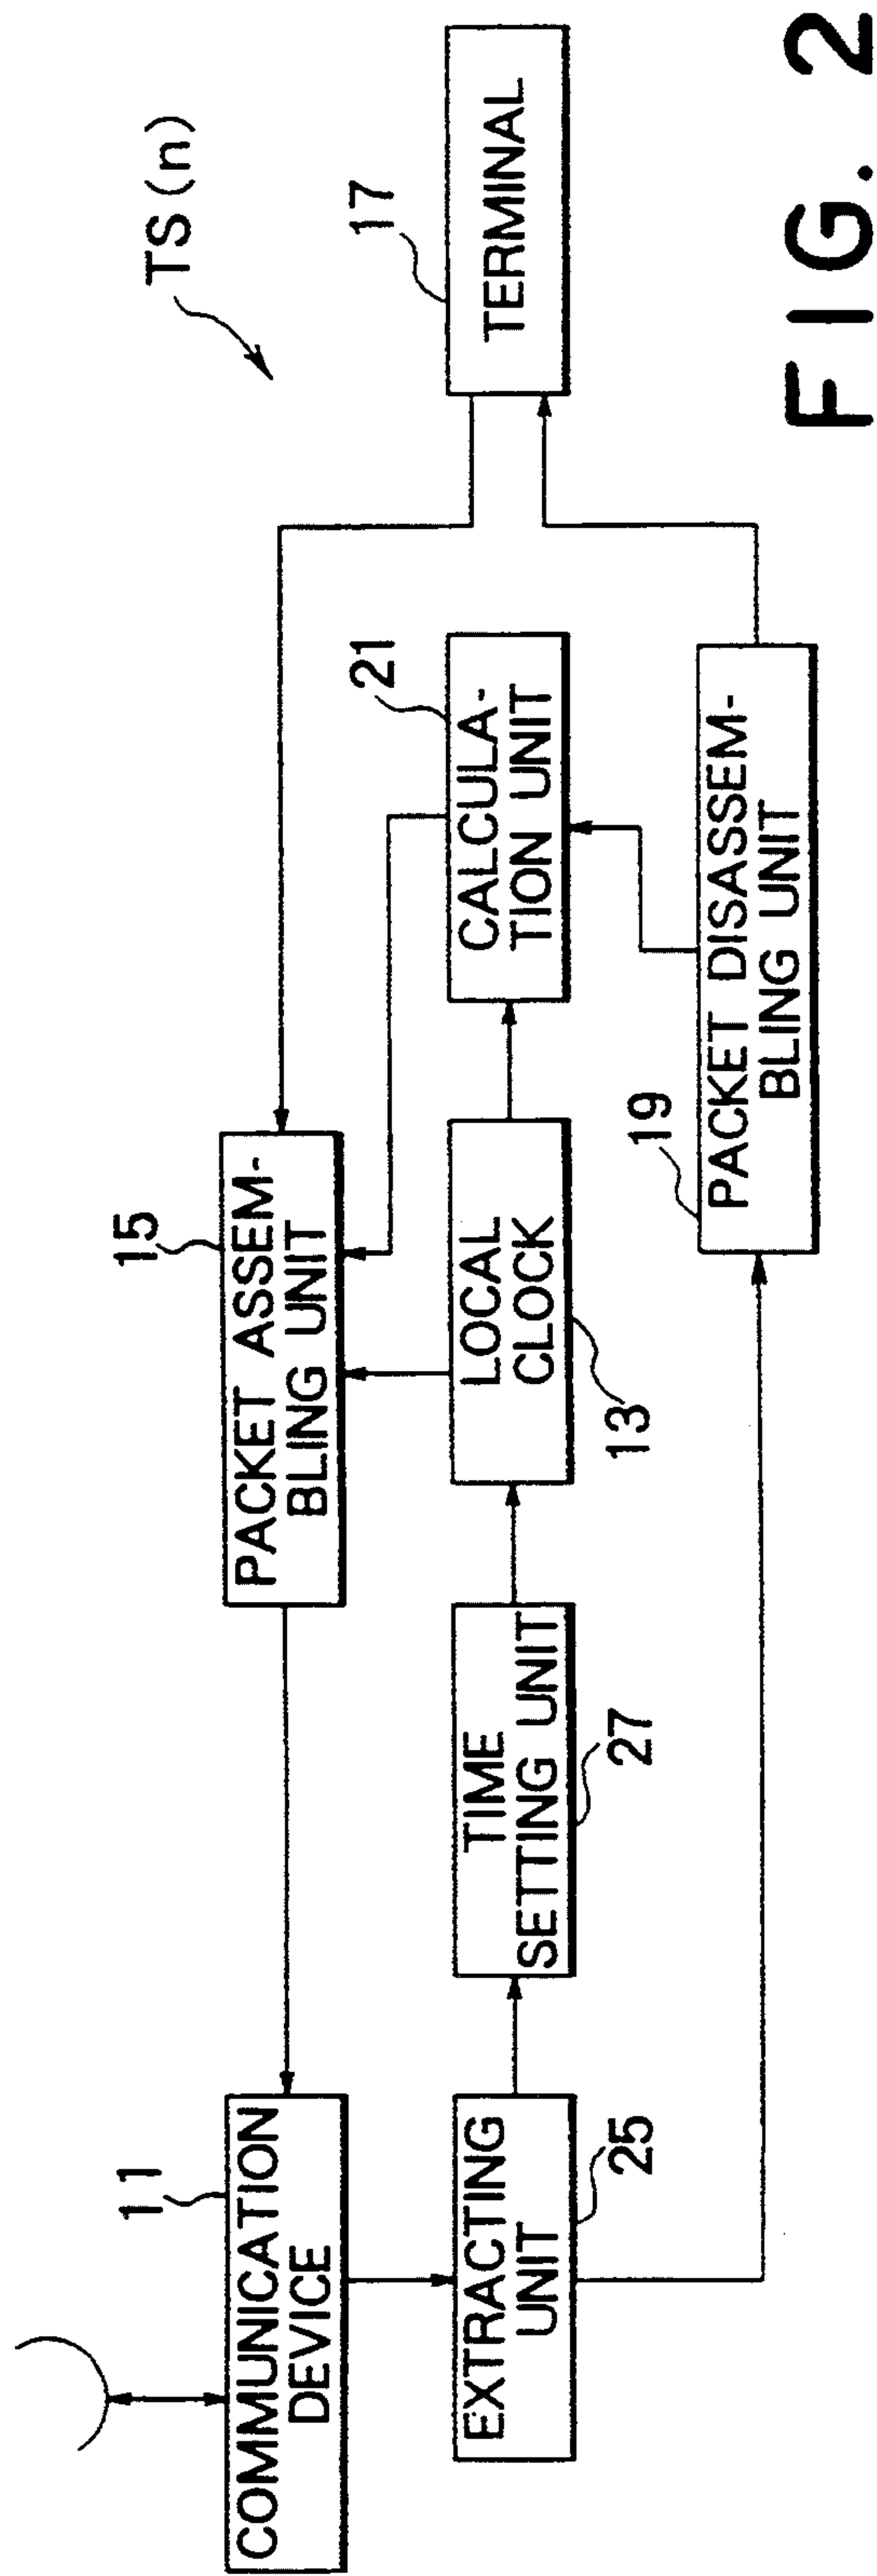 TS(n)
11
COMMUNICATION
DEVICE
15
PACKET ASSEM-
BLING UNIT
17
TERMINAL
21
CALCULA-
TION UNIT
LOCAL
CLOCK
13
TIME
SETTING UNIT
27
EXTRACTING
UNIT
25
19
PACKET DISASSEM-
BLING UNIT
FIG. 2